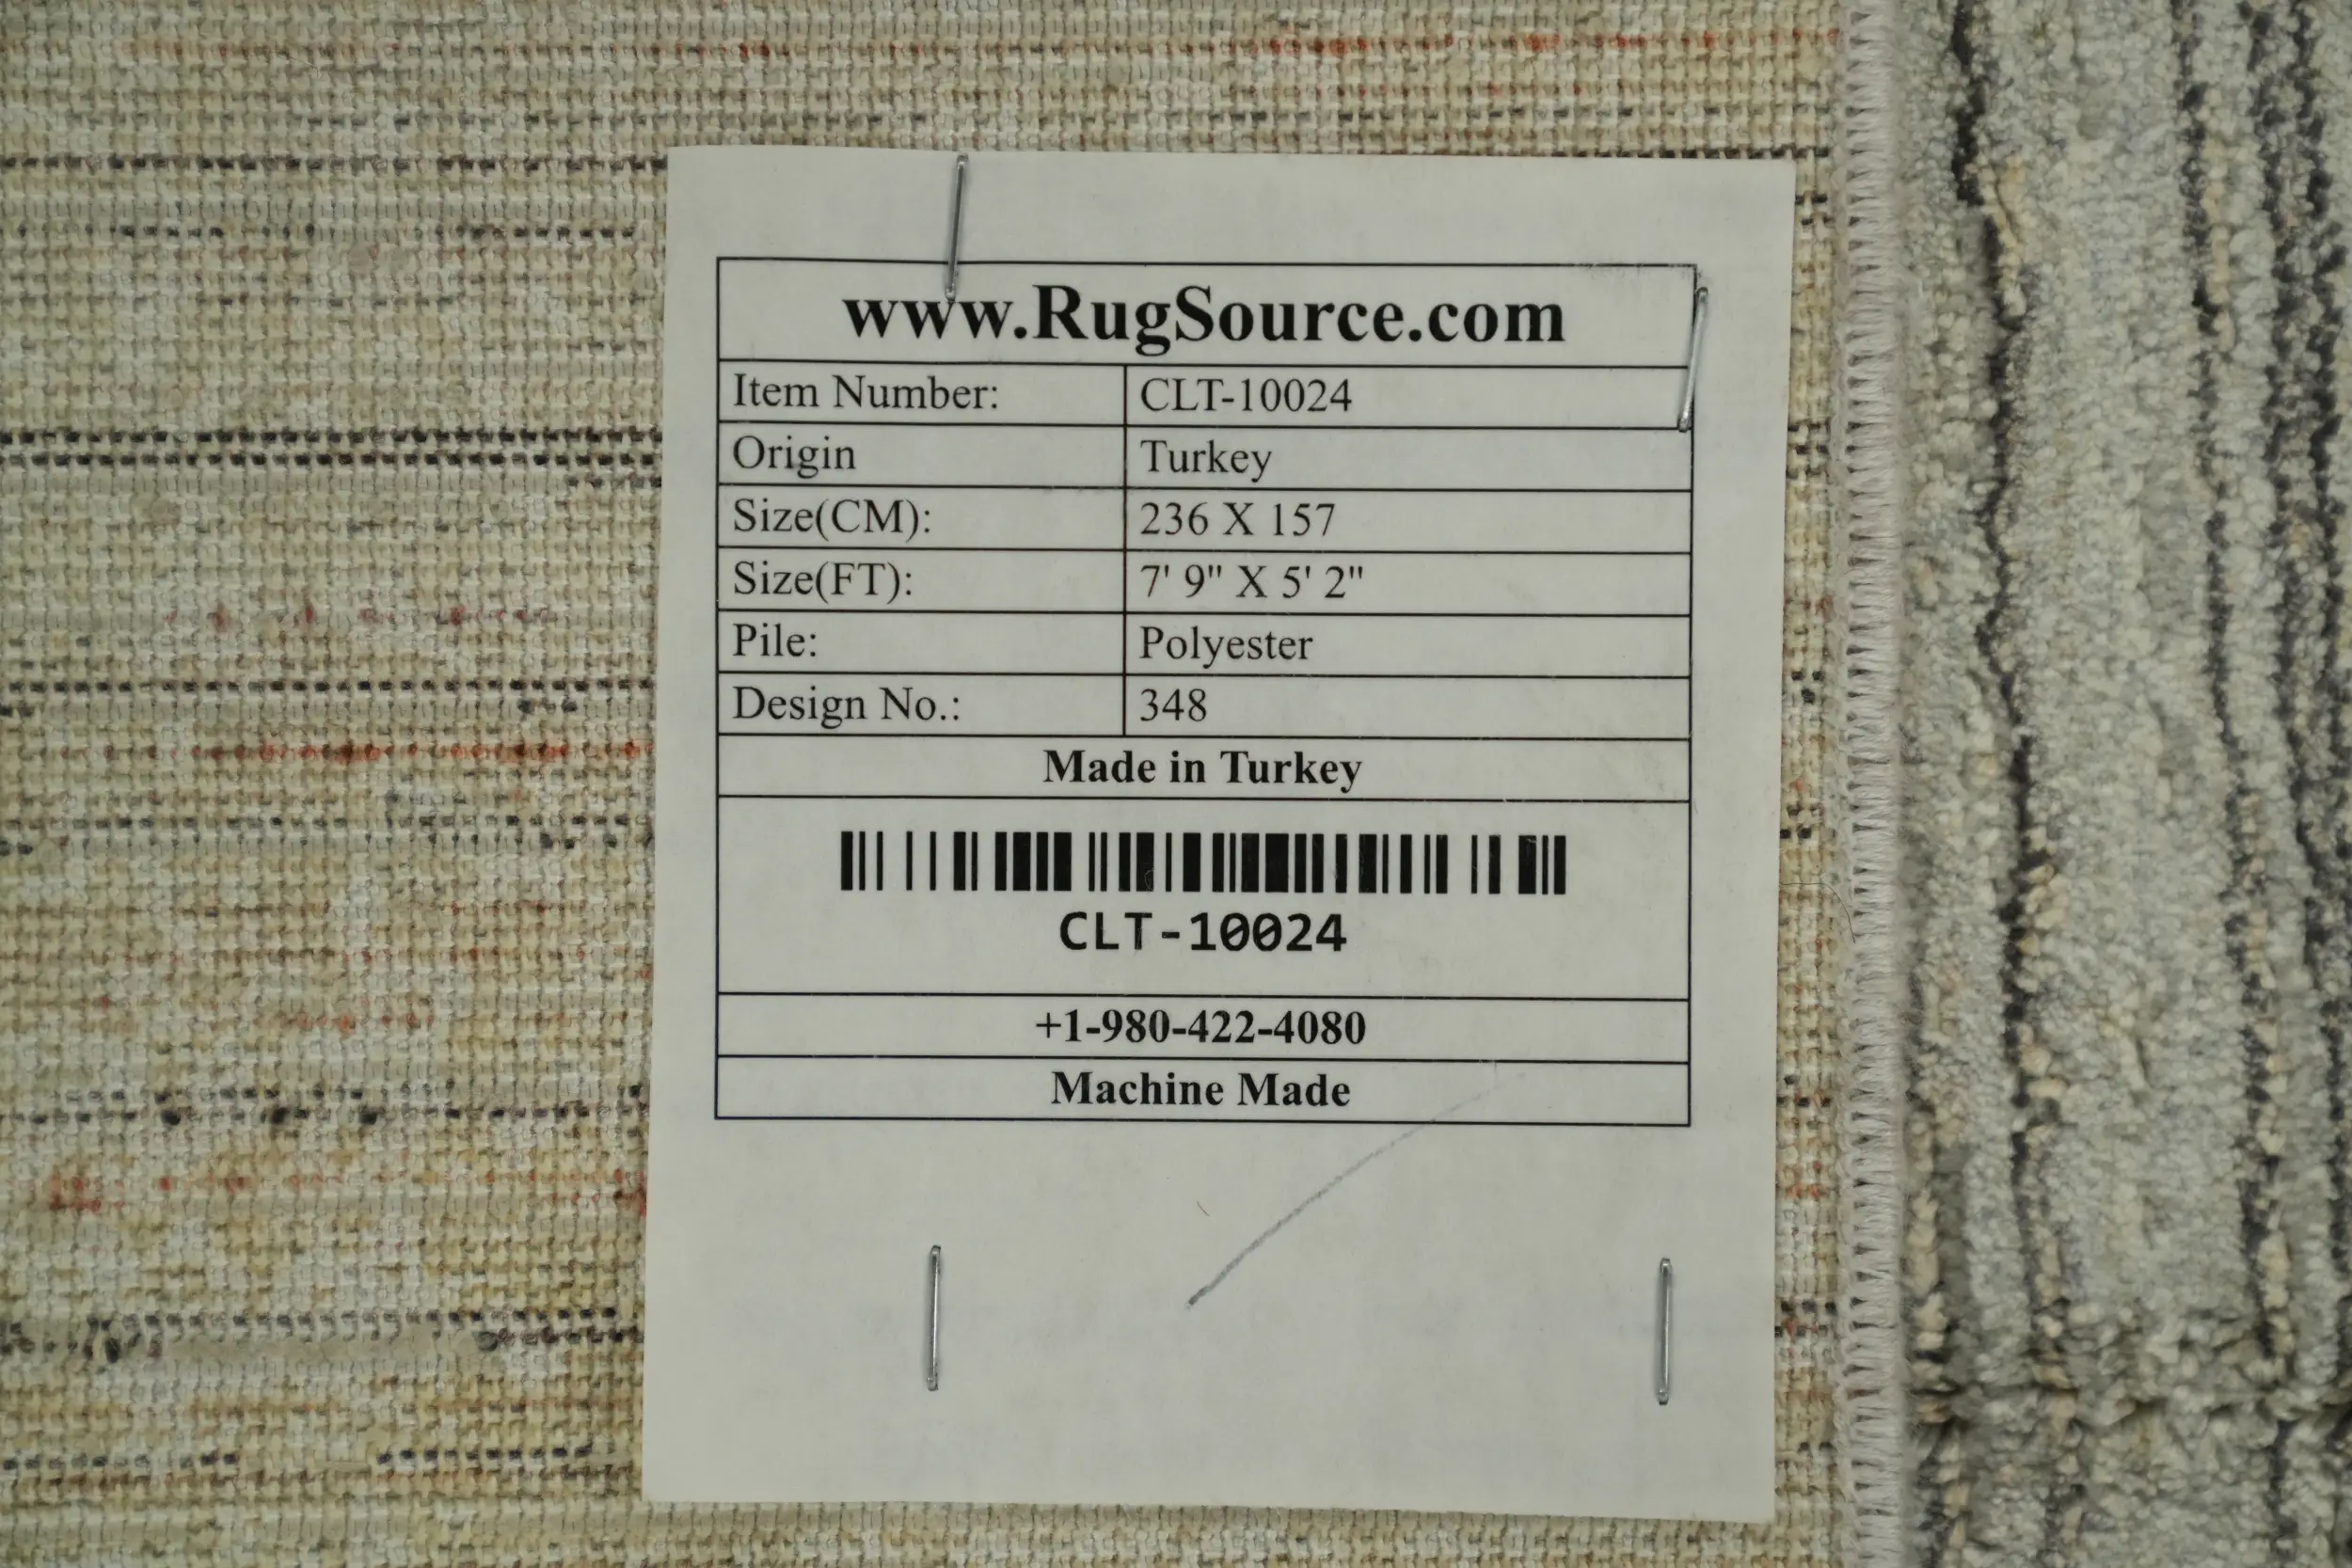 www.RugSource.com
Item Number: CLT-10024
Origin Turkey
Size(CM): 236 X 157
Size(FT): 7' 9" X 5' 2"
Pile: Polyester
Design No.: 348
Made in Turkey
CLT-10024
+1-980-422-4080
Machine Made